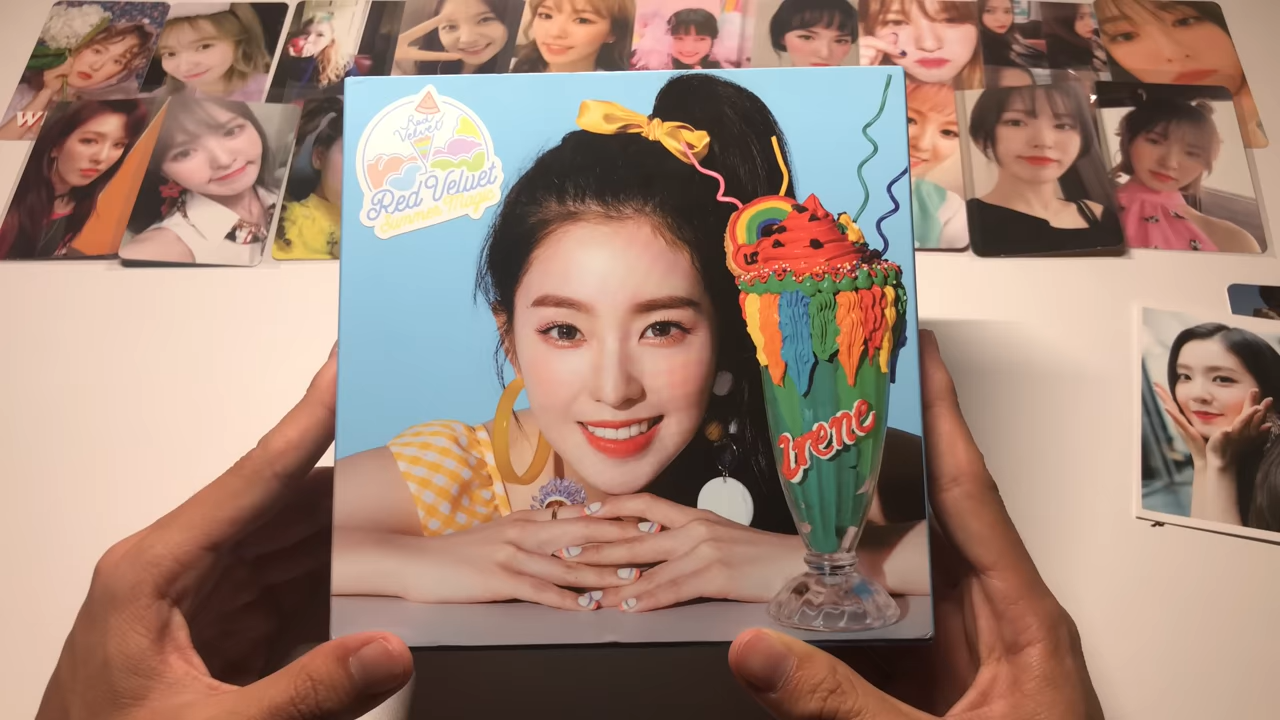 Red
Velvet
Red Velvet
Summer Magic
Irene
W